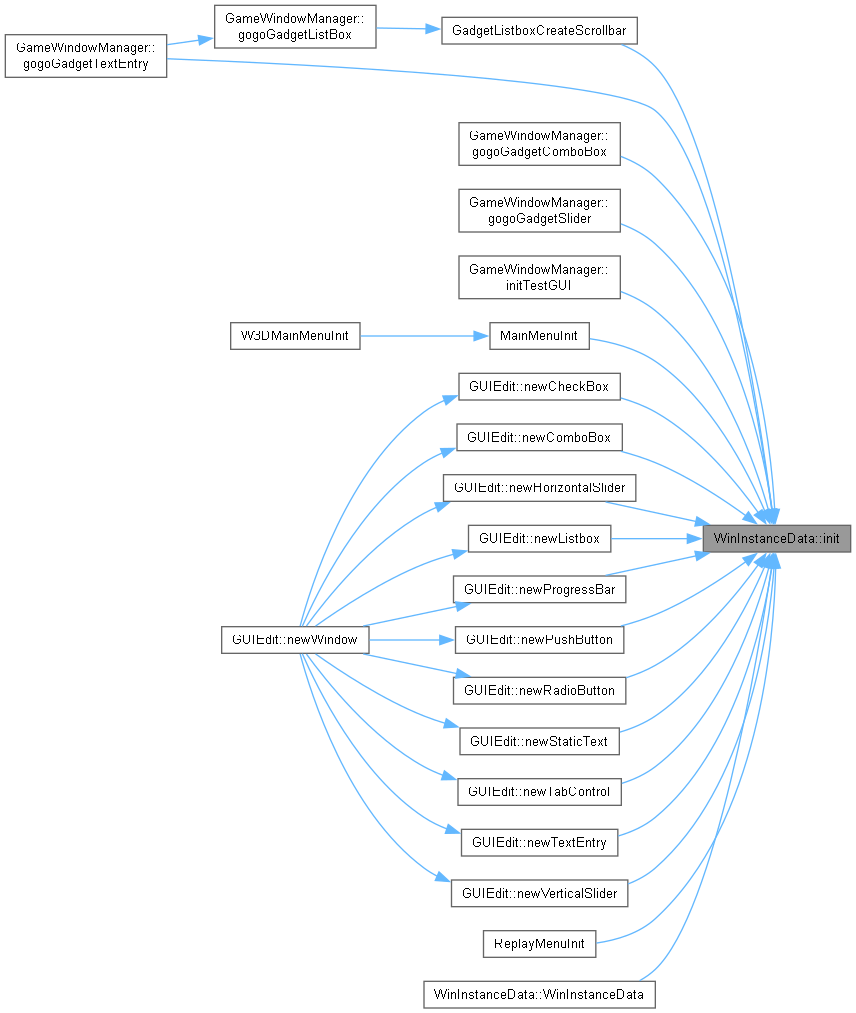 GameWindowManager::
gogoGadgetListBox
GadgetListboxCreateScrollbar
GameWindowManager::
gogoGadgetTextEntry
GameWindowManager::
gogoGadgetComboBox
GameWindowManager::
gogoGadgetSlider
GameWindowManager::
initTestGUI
W3DMainMenuInit
MainMenuInit
GUIEdit::newCheckBox
GUIEdit::newComboBox
GUIEdit::newHorizontalSlider
GUIEdit::newListbox
WinInstanceData::init
GUIEdit::newProgressBar
GUIEdit::newWindow
GUIEdit::newPushButton
GUIEdit::newRadioButton
GUIEdit::newStaticText
GUIEdit::newTabControl
GUIEdit::newTextEntry
GUIEdit::newVerticalSlider
ReplayMenuInit
WinInstanceData::WinInstanceData